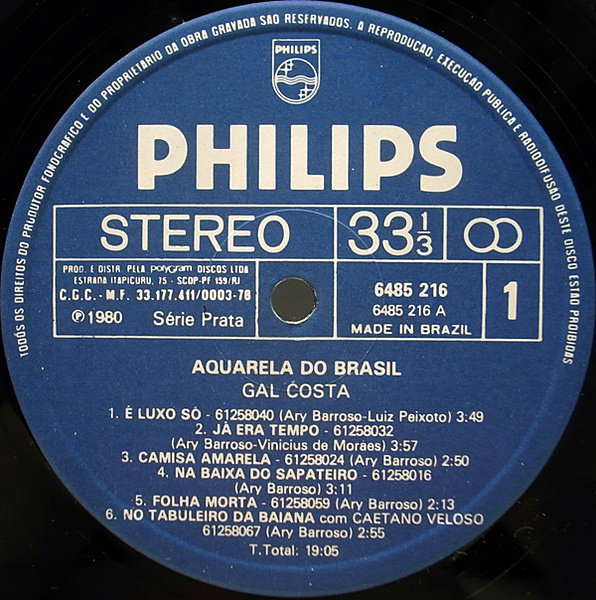 TODOS OS DIREITOS DO PRODUTOR FONOGRÁFICO E DO PROPRIETÁRIO DA OBRA GRAVADA SÃO RESERVADOS. A REPRODUÇÃO, EXECUÇÃO PÚBLICA E RADIODIFUSÃO DESTE DISCO ESTÃO PROIBIDAS
PHILIPS
PHILIPS
STEREO 33 1/3
PROD. E DISTR. PELA polyGram DISCOS LTDA
ESTRADA ITAPICURU, 75 - SCDP-PF 159/RJ
C.G.C. - M.F. 33.177.411/0003-78
Ⓟ1980 Série Prata
6485 216
6485 216 A
MADE IN BRAZIL
1
AQUARELA DO BRASIL
GAL COSTA
1. É LUXO SÓ - 61258040 (Ary Barroso-Luiz Peixoto) 3:49
2. JÁ ERA TEMPO - 61258032
(Ary Barroso-Vinicius de Moraes) 3:57
3. CAMISA AMARELA - 61258024 (Ary Barroso) 2:50
4. NA BAIXA DO SAPATEIRO - 61258016
(Ary Barroso) 3:11
5. FOLHA MORTA - 61258059 (Ary Barroso) 2:13
6. NO TABULEIRO DA BAIANA com CAETANO VELOSO
61258067 (Ary Barroso) 2:55
T.Total: 19:05